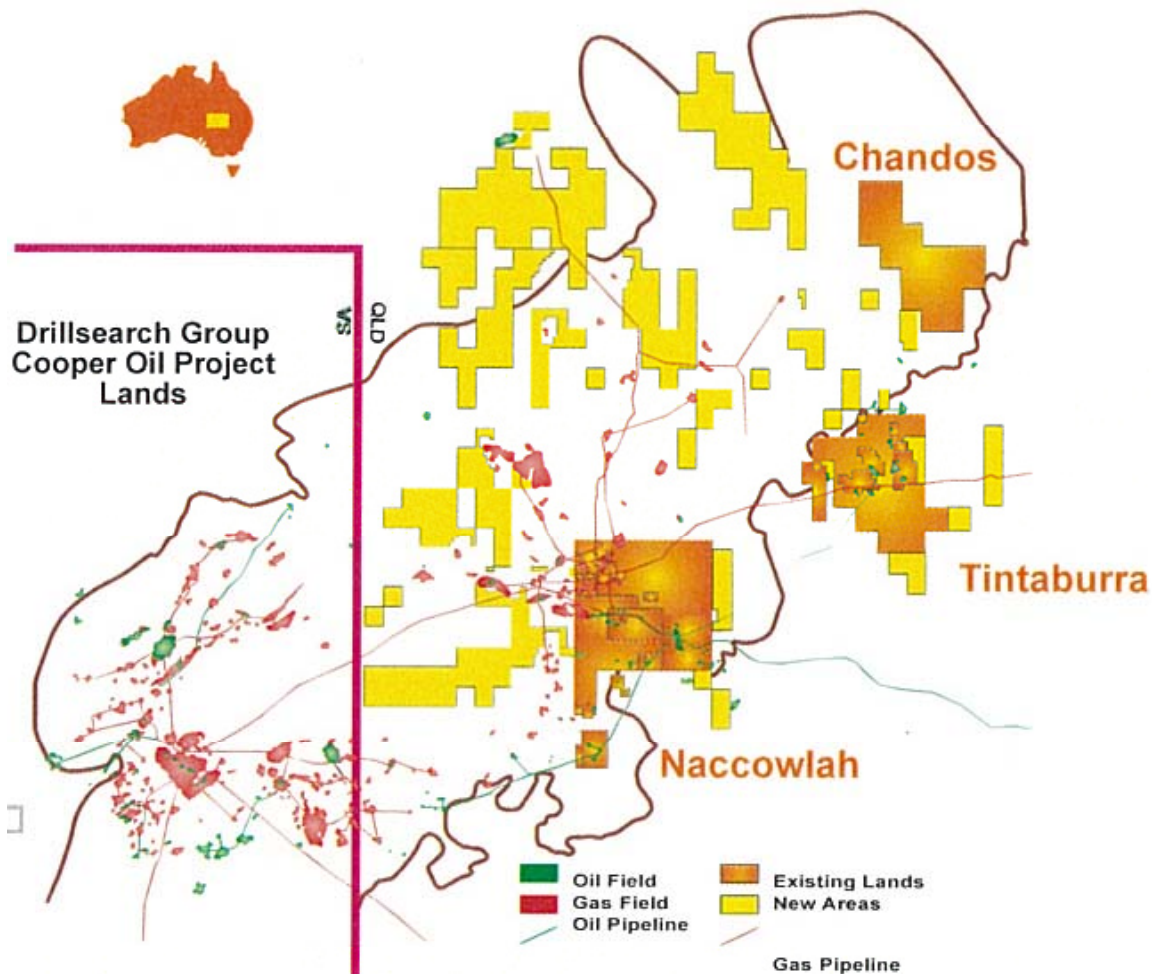 Chandos
Drillsearch Group
Cooper Oil Project
Lands
VS
QLD
Tintaburra
Naccowlah
Oil Field
Gas Field
Oil Pipeline
Existing Lands
New Areas
Gas Pipeline